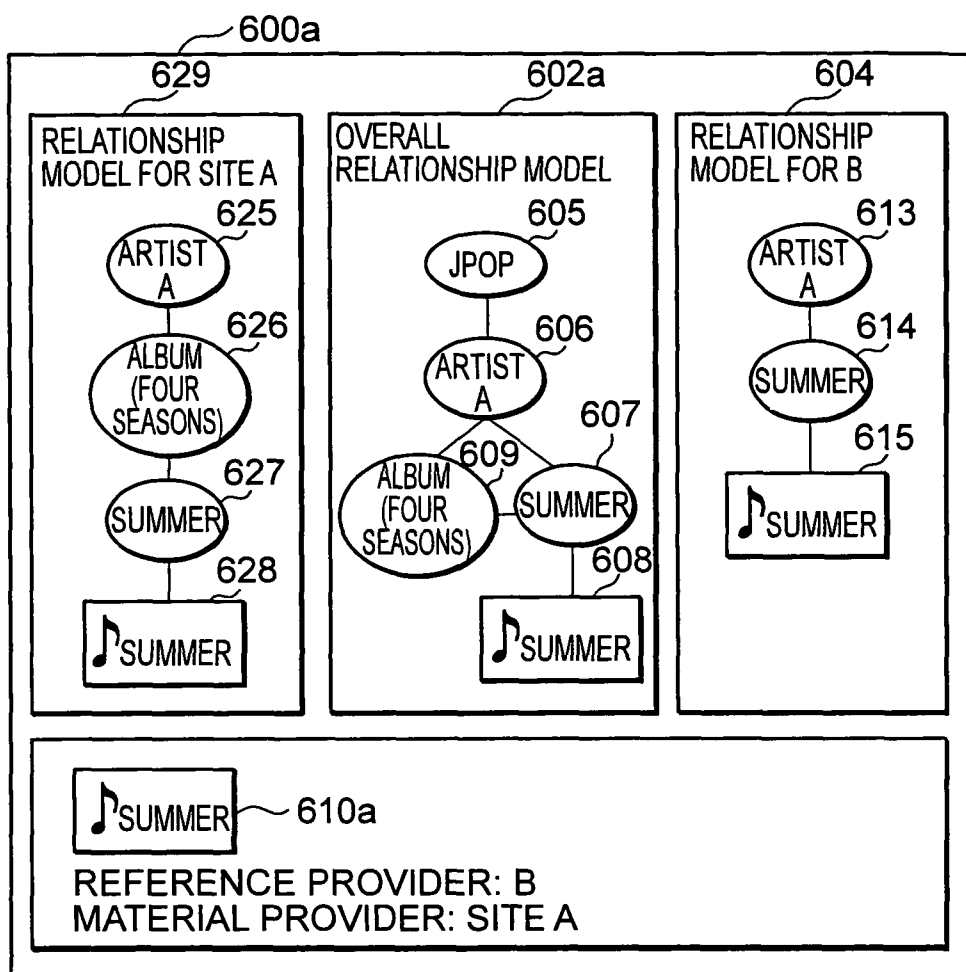 600a
629
602a
604
RELATIONSHIP
MODEL FOR SITE A
625
ARTIST
A
626
ALBUM
(FOUR
SEASONS)
627
SUMMER
628
SUMMER
OVERALL
RELATIONSHIP MODEL
605
JPOP
606
ARTIST
A
607
609
ALBUM
(FOUR
SEASONS)
SUMMER
608
SUMMER
RELATIONSHIP
MODEL FOR B
613
ARTIST
A
614
SUMMER
615
SUMMER
SUMMER
610a
REFERENCE PROVIDER: B
MATERIAL PROVIDER: SITE A